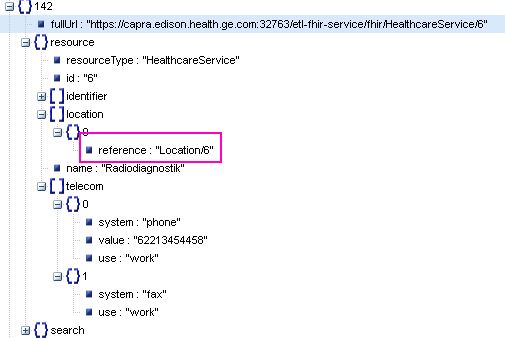 142
fullUrl : "https://capra.edison.health.ge.com:32763/etl-fhir-service/fhir/HealthcareService/6"
resource
resourceType : "HealthcareService"
id : "6"
identifier
location
0
reference : "Location/6"
name : "Radiodiagnostik"
telecom
0
system : "phone"
value : "62213454458"
use : "work"
1
system : "fax"
use : "work"
search